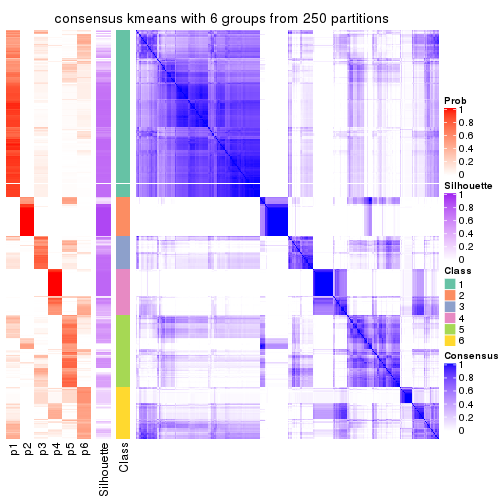 consensus kmeans with 6 groups from 250 partitions
Prob
1
0.8
0.6
0.4
0.2
0
Silhouette
1
0.8
0.6
0.4
0.2
0
Class
1
2
3
4
5
6
Consensus
1
0.8
0.6
0.4
0.2
0
p1
p2
p3
p4
p5
p6
Silhouette
Class